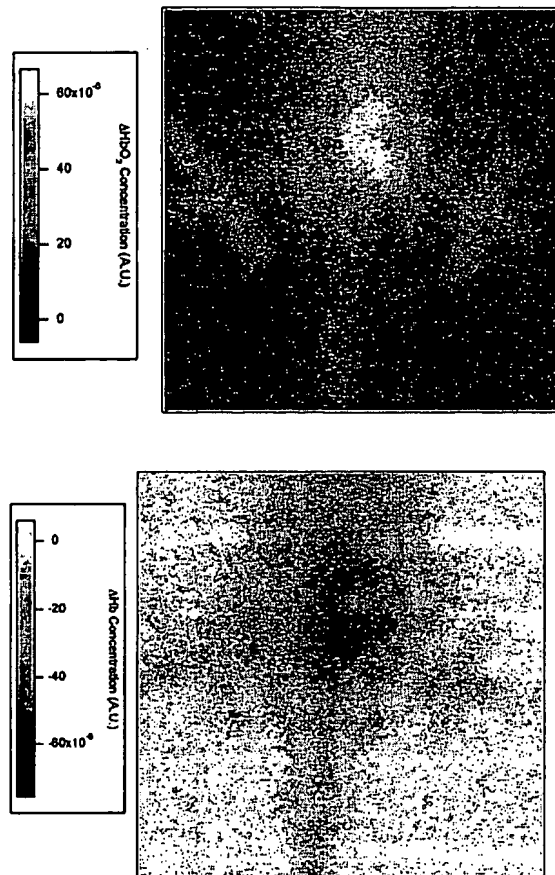 60x10⁻⁶
40
20
0
ΔHbO₂ Concentration (A.U.)
0
-20
-40
-60x10⁻⁶
ΔHb Concentration (A.U.)